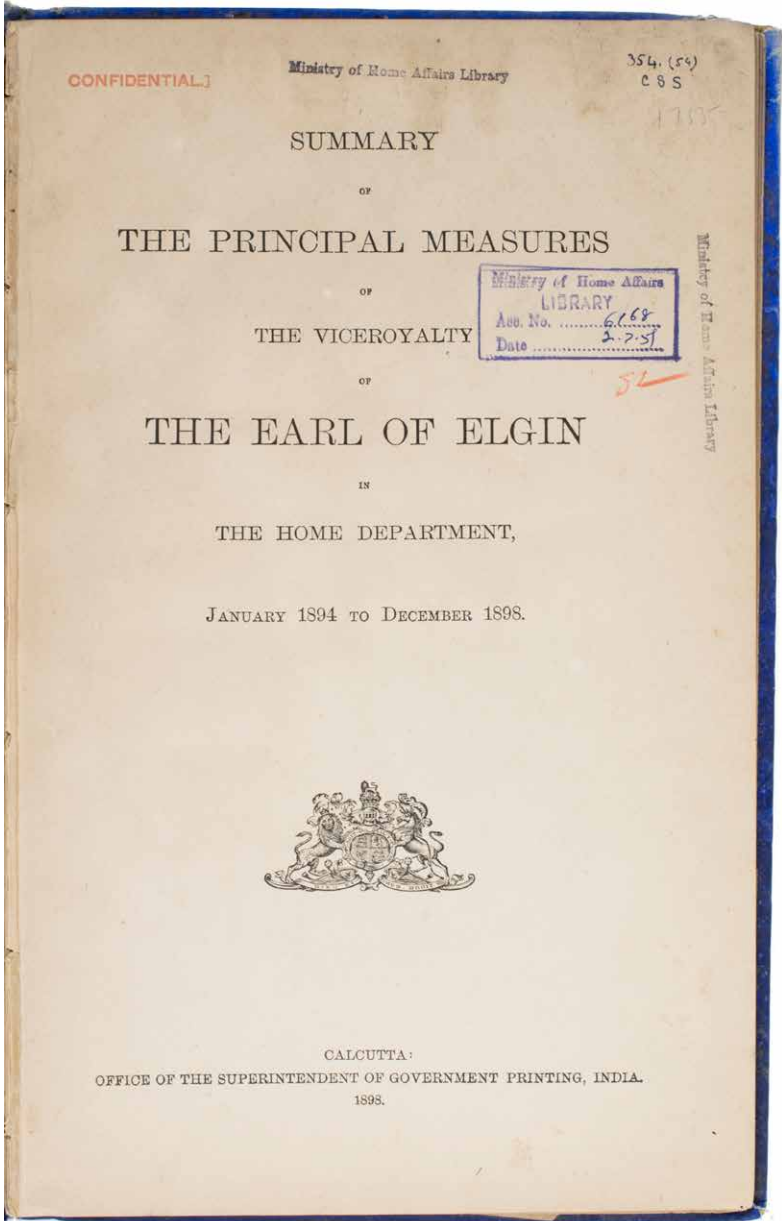 CONFIDENTIAL.]
Ministry of Home Affairs Library
354. (54)
C 8 S
SUMMARY
OF
THE PRINCIPAL MEASURES
OF
THE VICEROYALTY
OF
THE EARL OF ELGIN
IN
THE HOME DEPARTMENT,
JANUARY 1894 TO DECEMBER 1898.
Ministry of Home Affairs
LIBRARY
Acc. No. ..........6168
Date ..........2.7.51
Ministry of Home Affairs Library
CALCUTTA:
OFFICE OF THE SUPERINTENDENT OF GOVERNMENT PRINTING, INDIA.
1898.